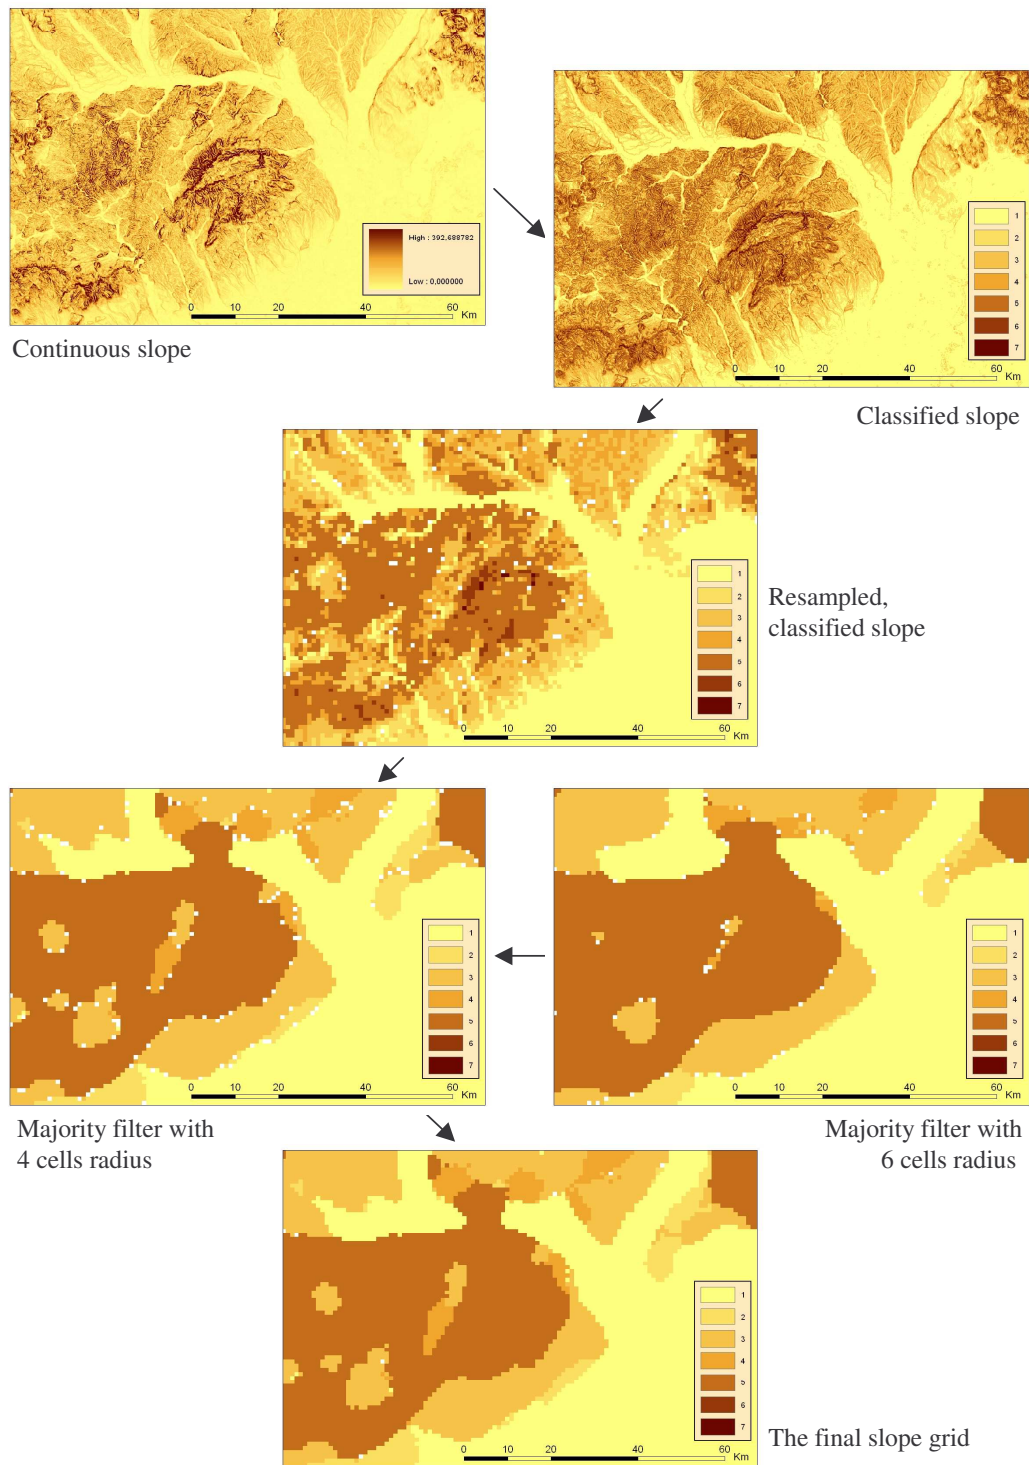 High : 392,688782
Low : 0,000000
0 10 20 40 60
Km
Continuous slope
1
2
3
4
5
6
7
0 10 20 40 60
Km
Classified slope
1
2
3
4
5
6
7
0 10 20 40 60
Km
Resampled,
classified slope
1
2
3
4
5
6
7
0 10 20 40 60
Km
Majority filter with
4 cells radius
1
2
3
4
5
6
7
0 10 20 40 60
Km
Majority filter with
6 cells radius
1
2
3
4
5
6
7
0 10 20 40 60
Km
The final slope grid